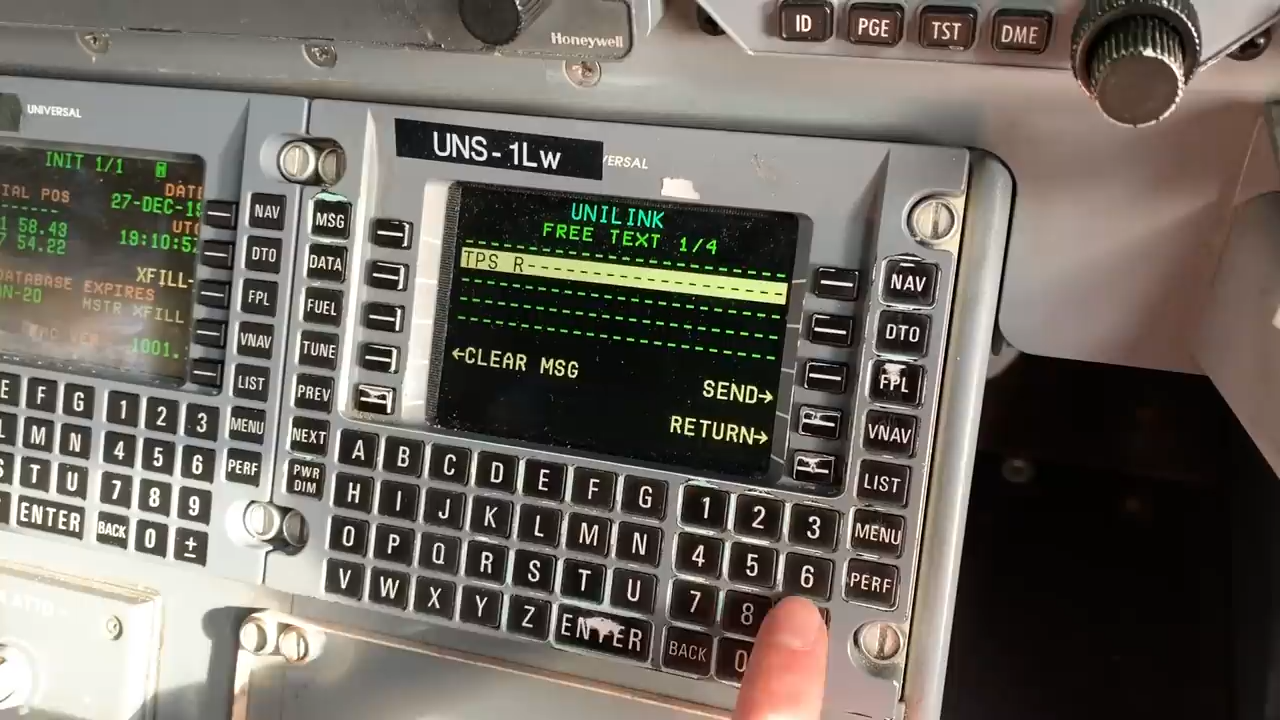 Honeywell
ID PGE TST DME
UNIVERSAL
UNS-1Lw
INIT 1/1
DATE
27-DEC-19
UTC
58.43
54.22
XFILL
DATABASE EXPIRES
MSTR XFILL
1001.
NAV
DTO
FPL
VNAV
LIST
MENU
PERF
E F G 1 2 3
L M N 4 5 6
S T U 7 8 9
ENTER BACK 0 ±
MSG
DATA
FUEL
TUNE
PREV
NEXT
PWR
DIM
UNILINK
FREE TEXT 1/4
TPS R
←CLEAR MSG
SEND→
RETURN→
A B C D E F G 1 2 3
H I J K L M N 4 5 6
O P Q R S T U 7 8
V W X Y Z ENTER BACK 0
NAV
DTO
FPL
VNAV
LIST
MENU
PERF